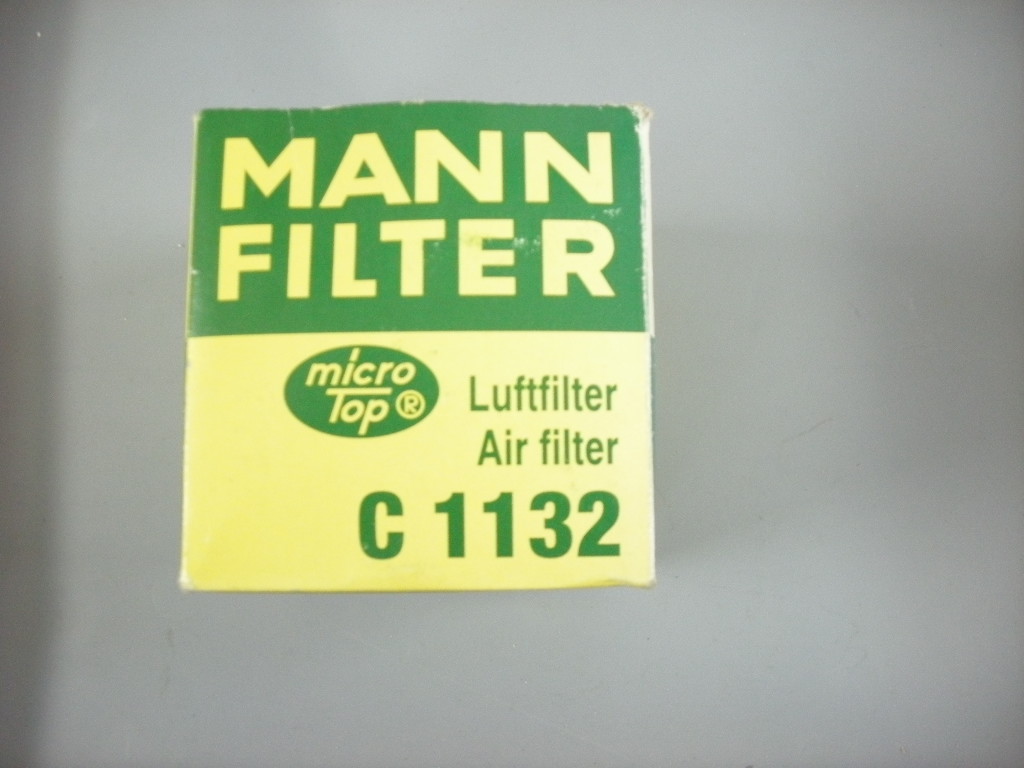 MANN
FILTER
micro
Top®
Luftfilter
Air filter
C 1132